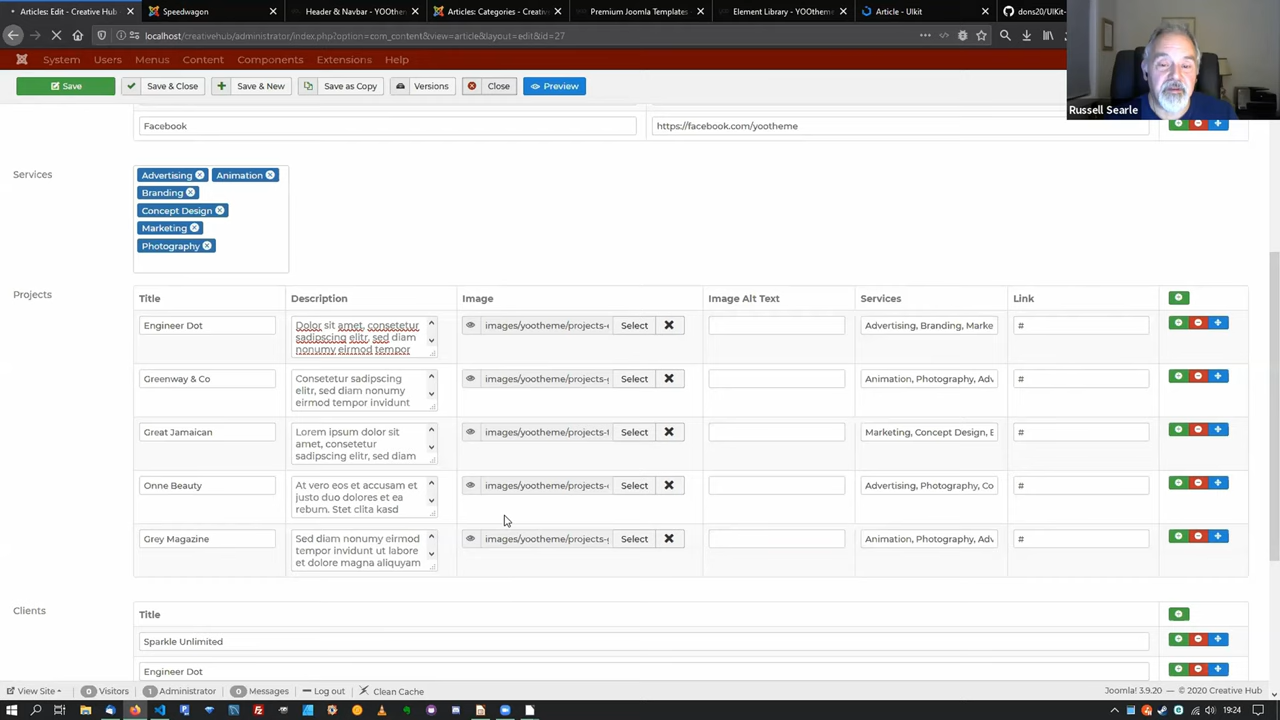 Articles: Edit - Creative Hub
Speedwagon
Header & Navbar - YOOthe
Articles: Categories - Creativ
Premium Joomla Templates
Element Library - YOOthem
Article - UIkit
dons20/UIKit-
localhost/creativehub/administrator/index.php?option=com_content&view=article&layout=edit&id=27
System Users Menus Content Components Extensions Help
Save Save & Close Save & New Save as Copy Versions Close Preview
Russell Searle
Facebook https://facebook.com/yootheme
Services
Advertising Animation
Branding
Concept Design
Marketing
Photography
Projects
Title Description Image Image Alt Text Services Link
Engineer Dot
Dolor sit amet, consetetur
sadipscing elitr, sed diam
nonumy eirmod tempor
images/yootheme/projects- Select
Advertising, Branding, Marke
#
Greenway & Co
Consetetur sadipscing
elitr, sed diam nonumy
eirmod tempor invidunt
images/yootheme/projects- Select
Animation, Photography, Adv
#
Great Jamaican
Lorem ipsum dolor sit
amet, consetetur
sadipscing elitr, sed diam
images/yootheme/projects- Select
Marketing, Concept Design, E
#
Onne Beauty
At vero eos et accusam et
justo duo dolores et ea
rebum. Stet clita kasd
images/yootheme/projects- Select
Advertising, Photography, Co
#
Grey Magazine
Sed diam nonumy eirmod
tempor invidunt ut labore
et dolore magna aliquyam
images/yootheme/projects- Select
Animation, Photography, Adv
#
Clients
Title
Sparkle Unlimited
Engineer Dot
View Site 0 Visitors 1 Administrator 0 Messages Log out Clean Cache
Joomla! 3.9.20 — © 2020 Creative Hub
19:24